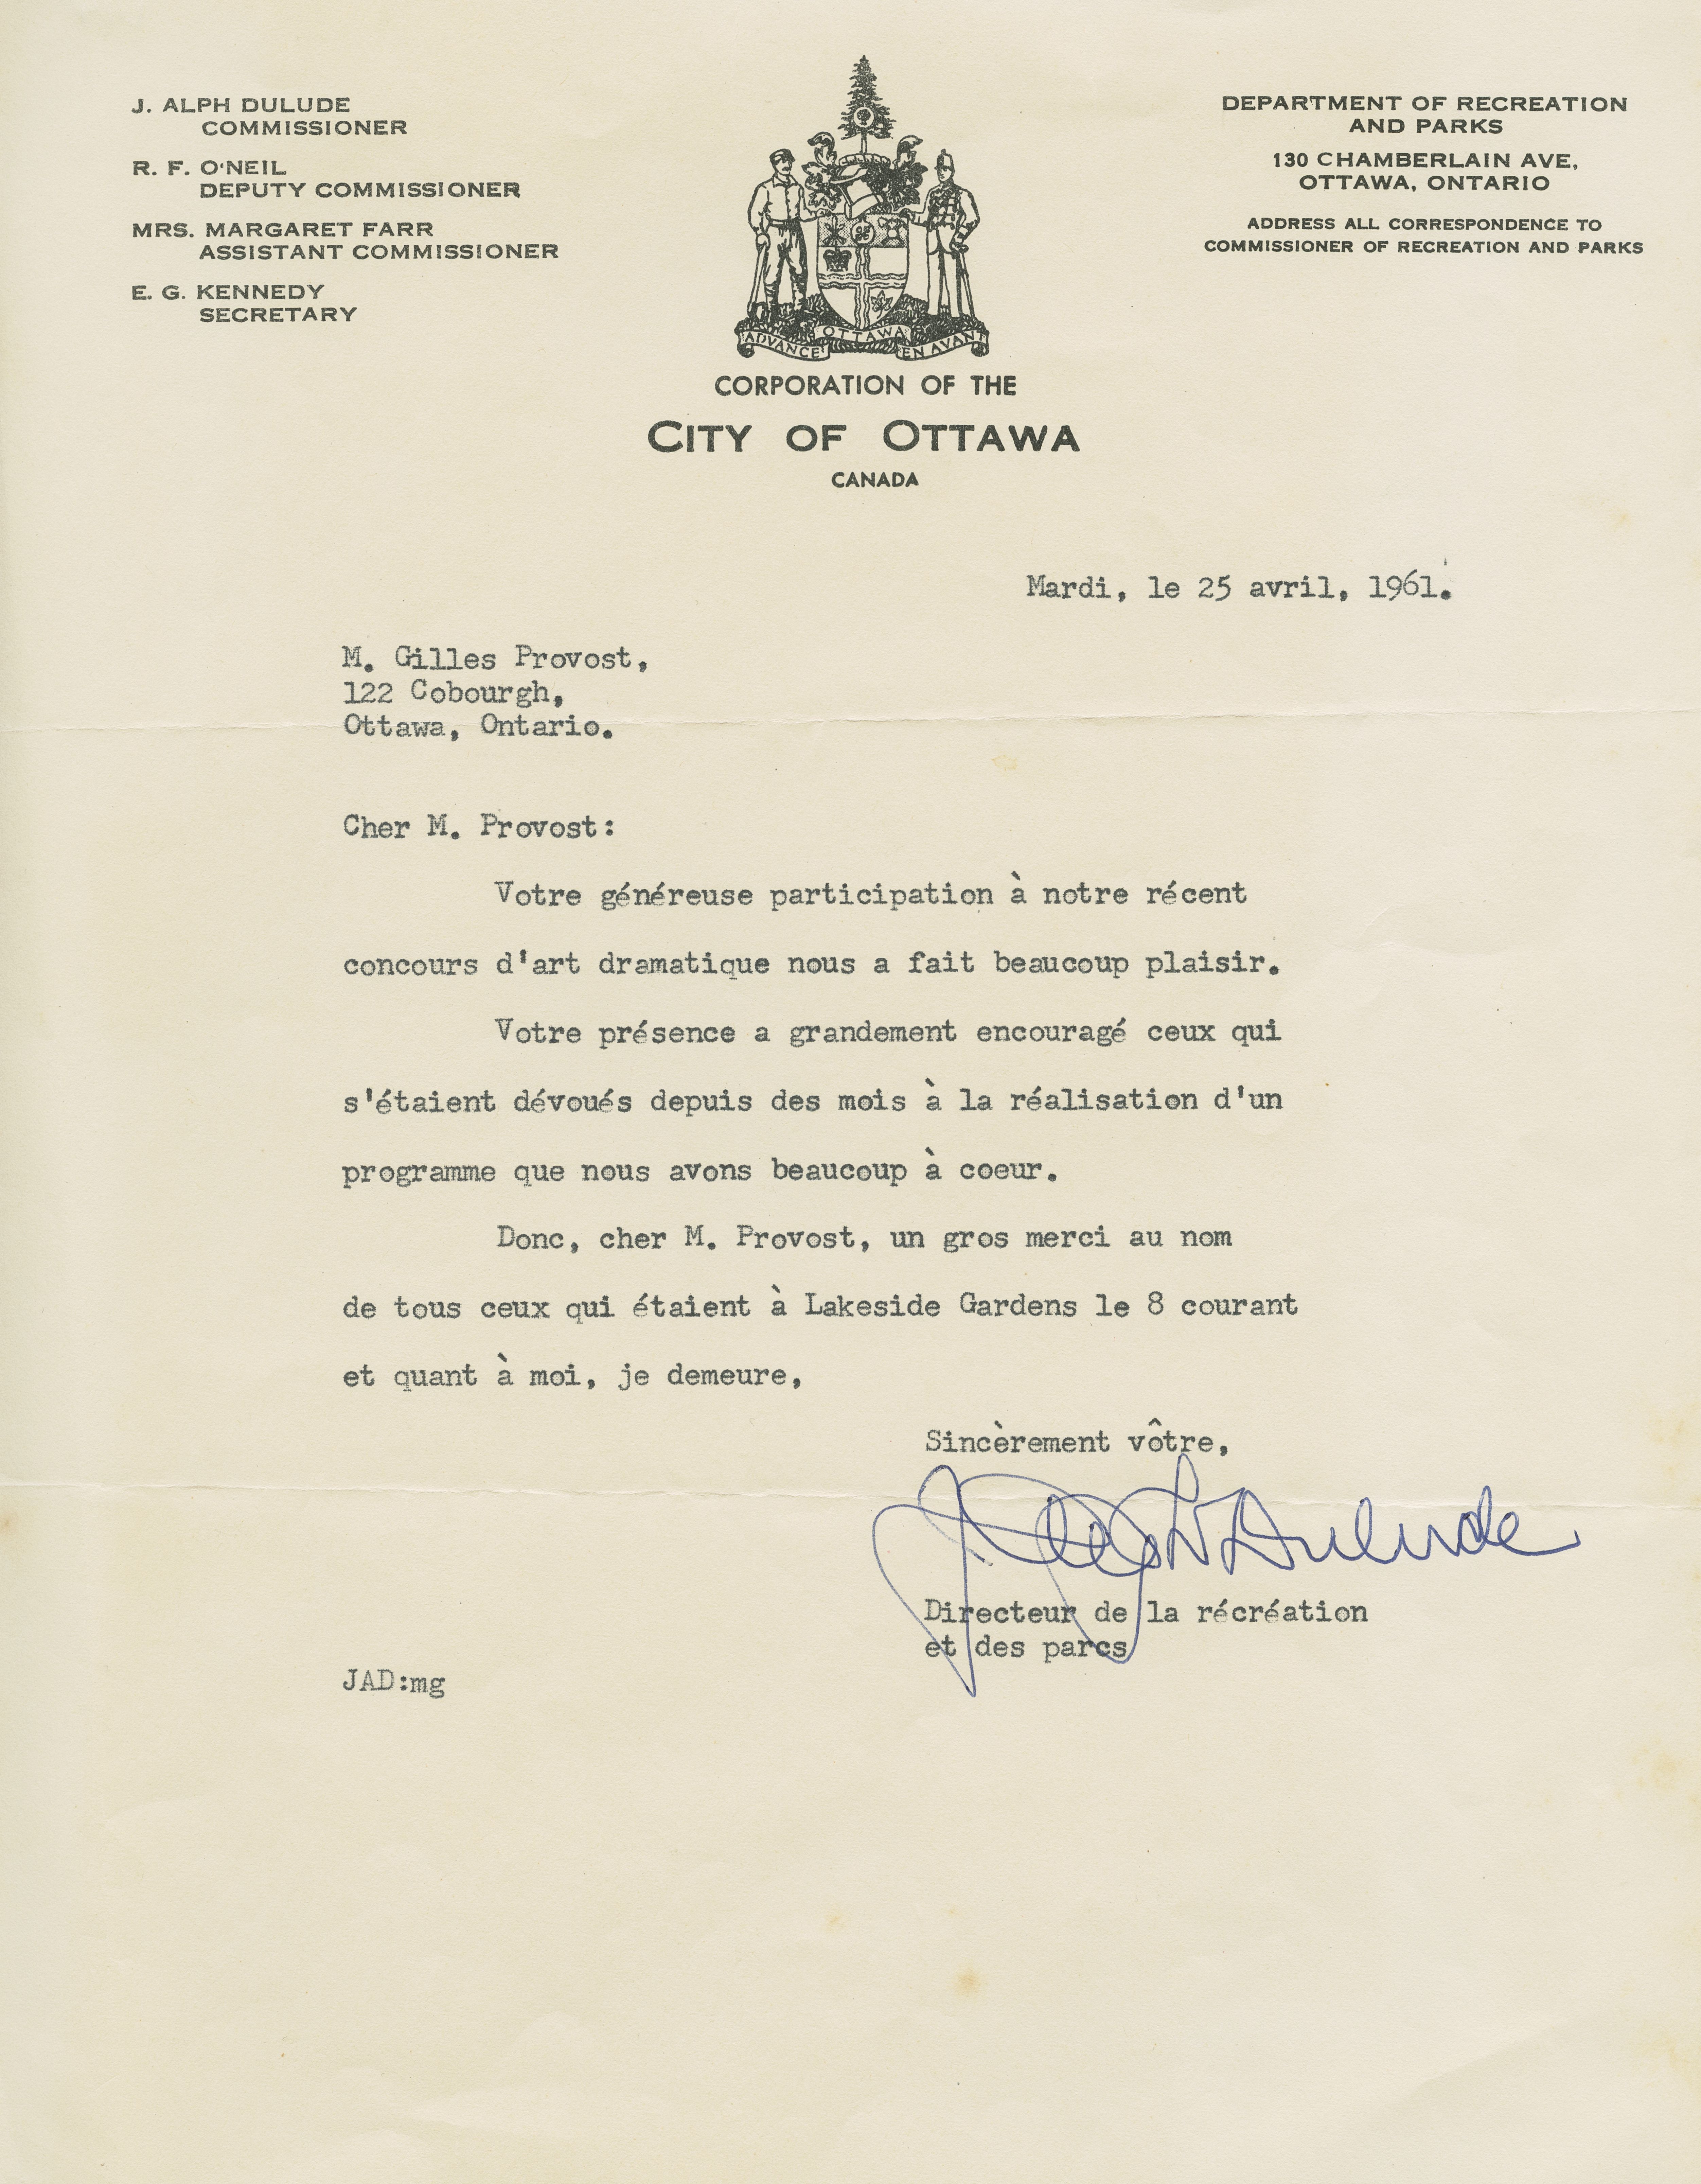 J. ALPH DULUDE
COMMISSIONER
R. F. O'NEIL
DEPUTY COMMISSIONER
MRS. MARGARET FARR
ASSISTANT COMMISSIONER
E. G. KENNEDY
SECRETARY
ADVANCE OTTAWA EN AVANT
CORPORATION OF THE
CITY OF OTTAWA
CANADA
DEPARTMENT OF RECREATION
AND PARKS
130 CHAMBERLAIN AVE,
OTTAWA, ONTARIO
ADDRESS ALL CORRESPONDENCE TO
COMMISSIONER OF RECREATION AND PARKS
Mardi, le 25 avril, 1961.
M. Gilles Provost,
122 Cobourgh,
Ottawa, Ontario.
Cher M. Provost:
Votre généreuse participation à notre récent
concours d'art dramatique nous a fait beaucoup plaisir.
Votre présence a grandement encouragé ceux qui
s'étaient dévoués depuis des mois à la réalisation d'un
programme que nous avons beaucoup à coeur.
Donc, cher M. Provost, un gros merci au nom
de tous ceux qui étaient à Lakeside Gardens le 8 courant
et quant à moi, je demeure,
Sincèrement vôtre,
J. Alph Dulude
Directeur de la récréation
et des parcs
JAD:mg